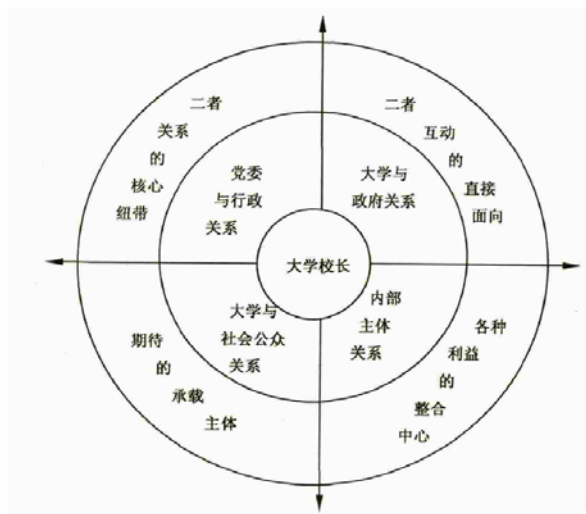 二者
关系
的
核心
纽带
二者
互动
的
直接
面向
党委
与行政
关系
大学与
政府关系
大学校长
大学与
社会公众
关系
内部
主体
关系
期待
的
承载
主体
各种
利益
的
整合
中心